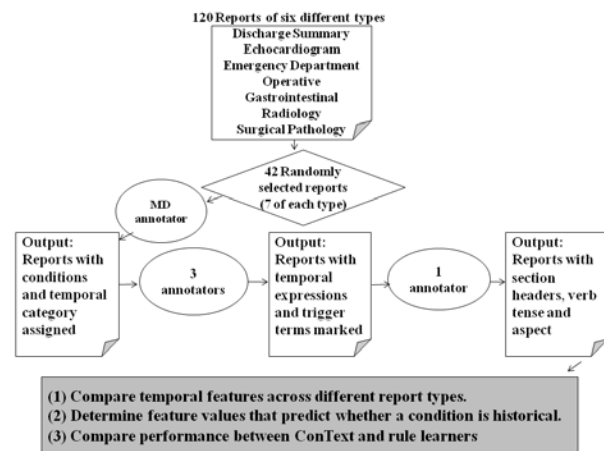 120 Reports of six different types
Discharge Summary
Echocardiogram
Emergency Department
Operative
Gastrointestinal
Radiology
Surgical Pathology
42 Randomly
selected reports
(7 of each type)
MD
annotator
Output:
Reports with
conditions
and temporal
category
assigned
3
annotators
Output:
Reports with
temporal
expressions
and trigger
terms marked
1
annotator
Output:
Reports with
section
headers, verb
tense and
aspect
(1) Compare temporal features across different report types.
(2) Determine feature values that predict whether a condition is historical.
(3) Compare performance between ConText and rule learners